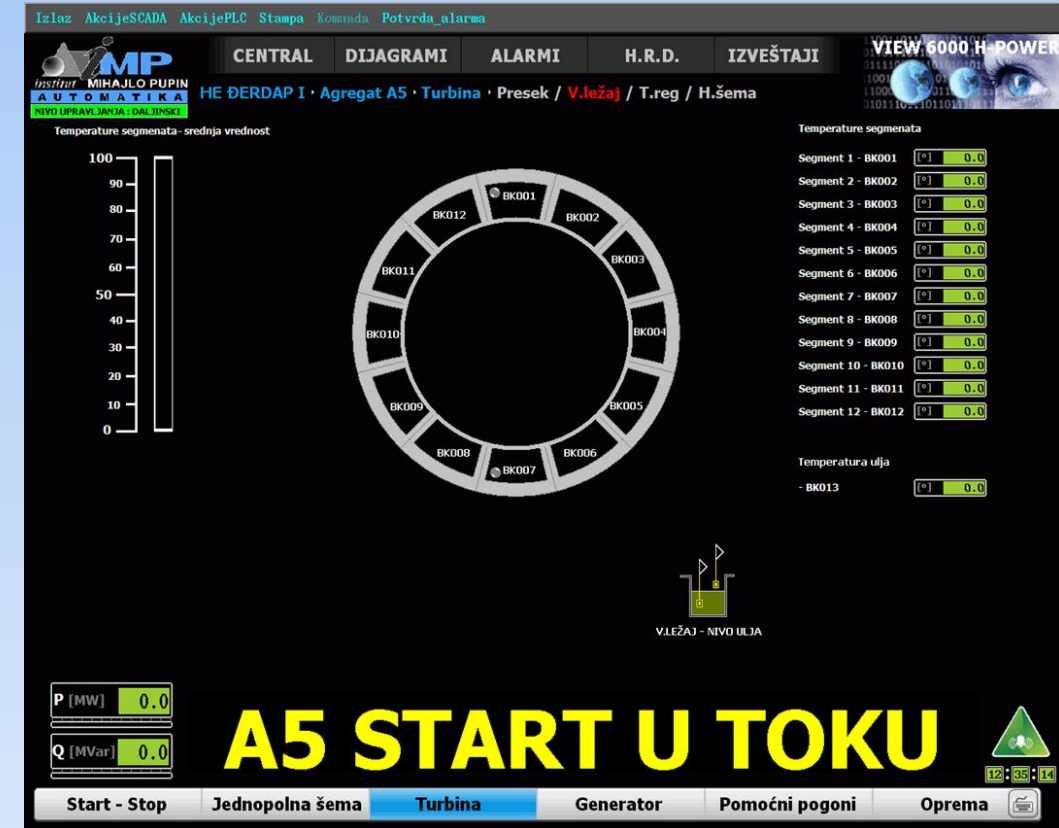 Izlaz AkcijeSCADA AkcijePLC Stampa Komanda Potvrda_alarma
IMP
institut MIHAJLO PUPIN
AUTOMATIKA
NIVO UPRAVLJANJA : DALJINSKI
CENTRAL DIJAGRAMI ALARMI H.R.D. IZVEŠTAJI
VIEW 6000 H-POWER
HE ĐERDAP I · Agregat A5 · Turbina · Presek / V.ležaj / T.reg / H.šema
Temperature segmenata- srednja vrednost
100
90
80
70
60
50
40
30
20
10
0
BK001
BK002
BK003
BK004
BK005
BK006
BK007
BK008
BK009
BK010
BK011
BK012
Temperature segmenata
Segment 1 - BK001 [°] 0.0
Segment 2 - BK002 [°] 0.0
Segment 3 - BK003 [°] 0.0
Segment 4 - BK004 [°] 0.0
Segment 5 - BK005 [°] 0.0
Segment 6 - BK006 [°] 0.0
Segment 7 - BK007 [°] 0.0
Segment 8 - BK008 [°] 0.0
Segment 9 - BK009 [°] 0.0
Segment 10 - BK010 [°] 0.0
Segment 11 - BK011 [°] 0.0
Segment 12 - BK012 [°] 0.0
Temperatura ulja
- BK013 [°] 0.0
V.LEŽAJ - NIVO ULJA
P [MW] 0.0
Q [MVar] 0.0
A5 START U TOKU
12:35:14
Start - Stop Jednopolna šema Turbina Generator Pomoćni pogoni Oprema